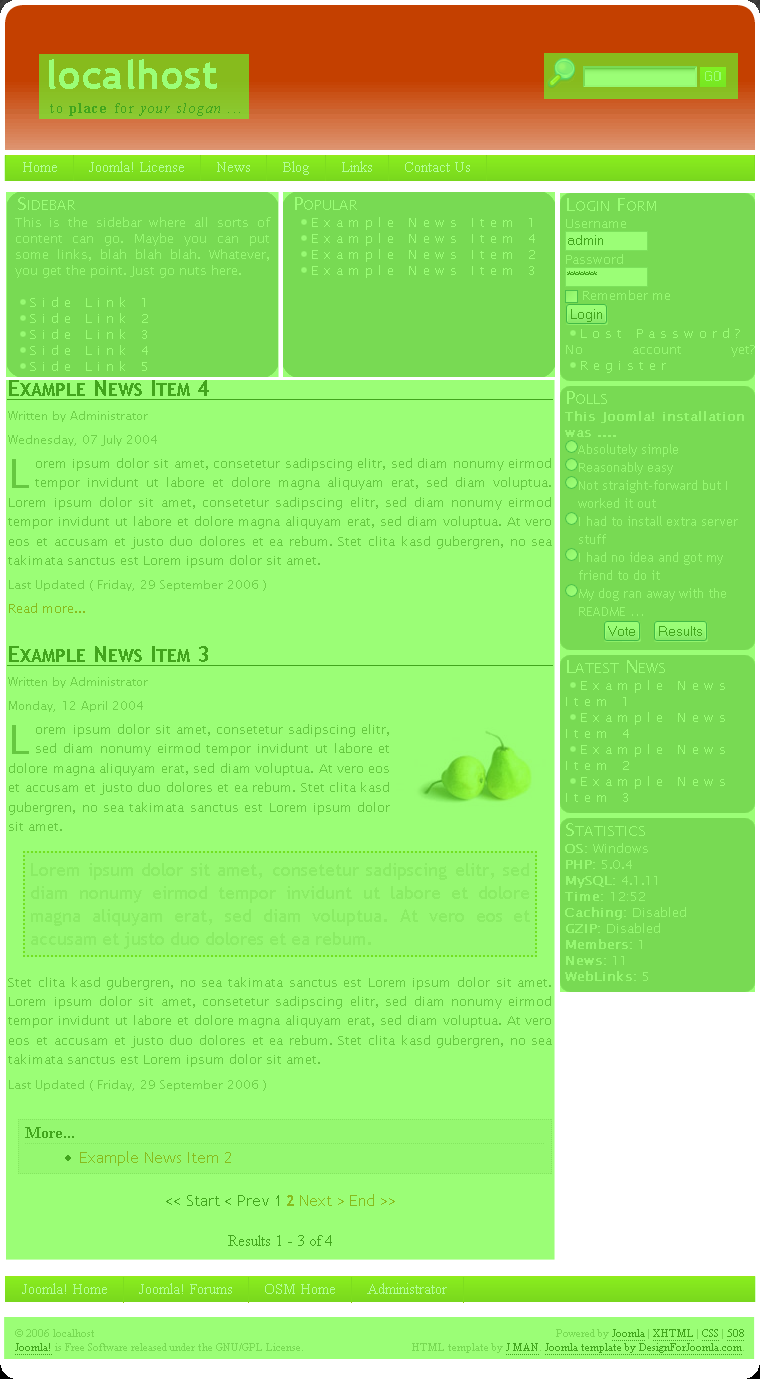 localhost
to place for your slogan ...
GO
Home Joomla! License News Blog Links Contact Us
Sidebar
This is the sidebar where all sorts of
content can go. Maybe you can put
some links, blah blah blah. Whatever,
you get the point. Just go nuts here.
Side Link 1
Side Link 2
Side Link 3
Side Link 4
Side Link 5
Popular
Example News Item 1
Example News Item 4
Example News Item 2
Example News Item 3
Login Form
Username
admin
Password
*******
Remember me
Login
Lost Password?
No account yet?
Register
Polls
This Joomla! installation
was ....
Absolutely simple
Reasonably easy
Not straight-forward but I
worked it out
I had to install extra server
stuff
I had no idea and got my
friend to do it
My dog ran away with the
README ...
Vote Results
Latest News
Example News
Item 1
Example News
Item 4
Example News
Item 2
Example News
Item 3
Statistics
OS: Windows
PHP: 5.0.4
MySQL: 4.1.11
Time: 12:52
Caching: Disabled
GZIP: Disabled
Members: 1
News: 11
WebLinks: 5
Example News Item 4
Written by Administrator
Wednesday, 07 July 2004
Lorem ipsum dolor sit amet, consetetur sadipscing elitr, sed diam nonumy eirmod
tempor invidunt ut labore et dolore magna aliquyam erat, sed diam voluptua.
Lorem ipsum dolor sit amet, consetetur sadipscing elitr, sed diam nonumy eirmod
tempor invidunt ut labore et dolore magna aliquyam erat, sed diam voluptua. At vero
eos et accusam et justo duo dolores et ea rebum. Stet clita kasd gubergren, no sea
takimata sanctus est Lorem ipsum dolor sit amet.
Last Updated ( Friday, 29 September 2006 )
Read more...
Example News Item 3
Written by Administrator
Monday, 12 April 2004
Lorem ipsum dolor sit amet, consetetur sadipscing elitr,
sed diam nonumy eirmod tempor invidunt ut labore et
dolore magna aliquyam erat, sed diam voluptua. At vero eos
et accusam et justo duo dolores et ea rebum. Stet clita kasd
gubergren, no sea takimata sanctus est Lorem ipsum dolor
sit amet.
Lorem ipsum dolor sit amet, consetetur sadipscing elitr, sed
diam nonumy eirmod tempor invidunt ut labore et dolore
magna aliquyam erat, sed diam voluptua. At vero eos et
accusam et justo duo dolores et ea rebum.
Stet clita kasd gubergren, no sea takimata sanctus est Lorem ipsum dolor sit amet.
Lorem ipsum dolor sit amet, consetetur sadipscing elitr, sed diam nonumy eirmod
tempor invidunt ut labore et dolore magna aliquyam erat, sed diam voluptua. At vero
eos et accusam et justo duo dolores et ea rebum. Stet clita kasd gubergren, no sea
takimata sanctus est Lorem ipsum dolor sit amet.
Last Updated ( Friday, 29 September 2006 )
More...
Example News Item 2
<< Start < Prev 1 2 Next > End >>
Results 1 - 3 of 4
Joomla! Home Joomla! Forums OSM Home Administrator
© 2006 localhost
Joomla! is Free Software released under the GNU/GPL License.
Powered by Joomla | XHTML | CSS | 508
HTML template by J MAN. Joomla template by DesignForJoomla.com.